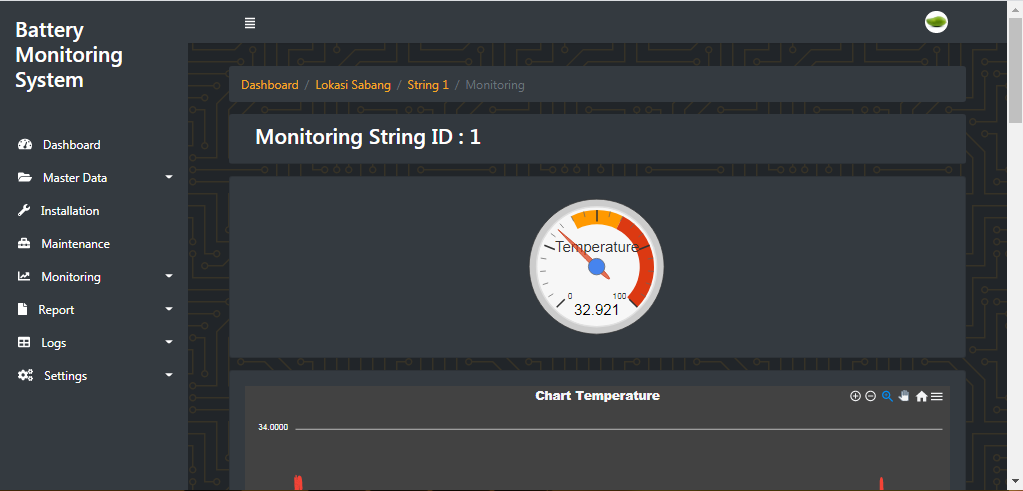 Battery
Monitoring
System
Dashboard
Master Data
Installation
Maintenance
Monitoring
Report
Logs
Settings
Dashboard / Lokasi Sabang / String 1 / Monitoring
Monitoring String ID : 1
Temperature
0 100
32.921
Chart Temperature
34.0000